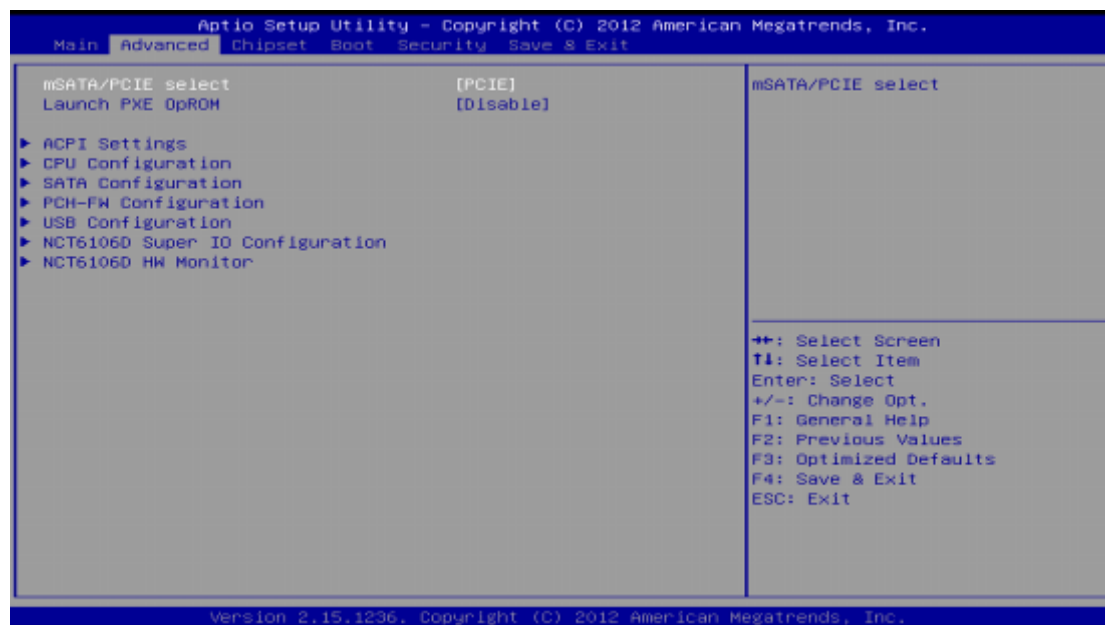 Aptio Setup Utility - Copyright (C) 2012 American Megatrends, Inc.
Main Advanced Chipset Boot Security Save & Exit
mSATA/PCIE select [PCIE]
Launch PXE OpROM [Disable]
► ACPI Settings
► CPU Configuration
► SATA Configuration
► PCH-FW Configuration
► USB Configuration
► NCT6106D Super IO Configuration
► NCT6106D HW Monitor
mSATA/PCIE select
→←: Select Screen
↑↓: Select Item
Enter: Select
+/-: Change Opt.
F1: General Help
F2: Previous Values
F3: Optimized Defaults
F4: Save & Exit
ESC: Exit
Version 2.15.1236. Copyright (C) 2012 American Megatrends, Inc.